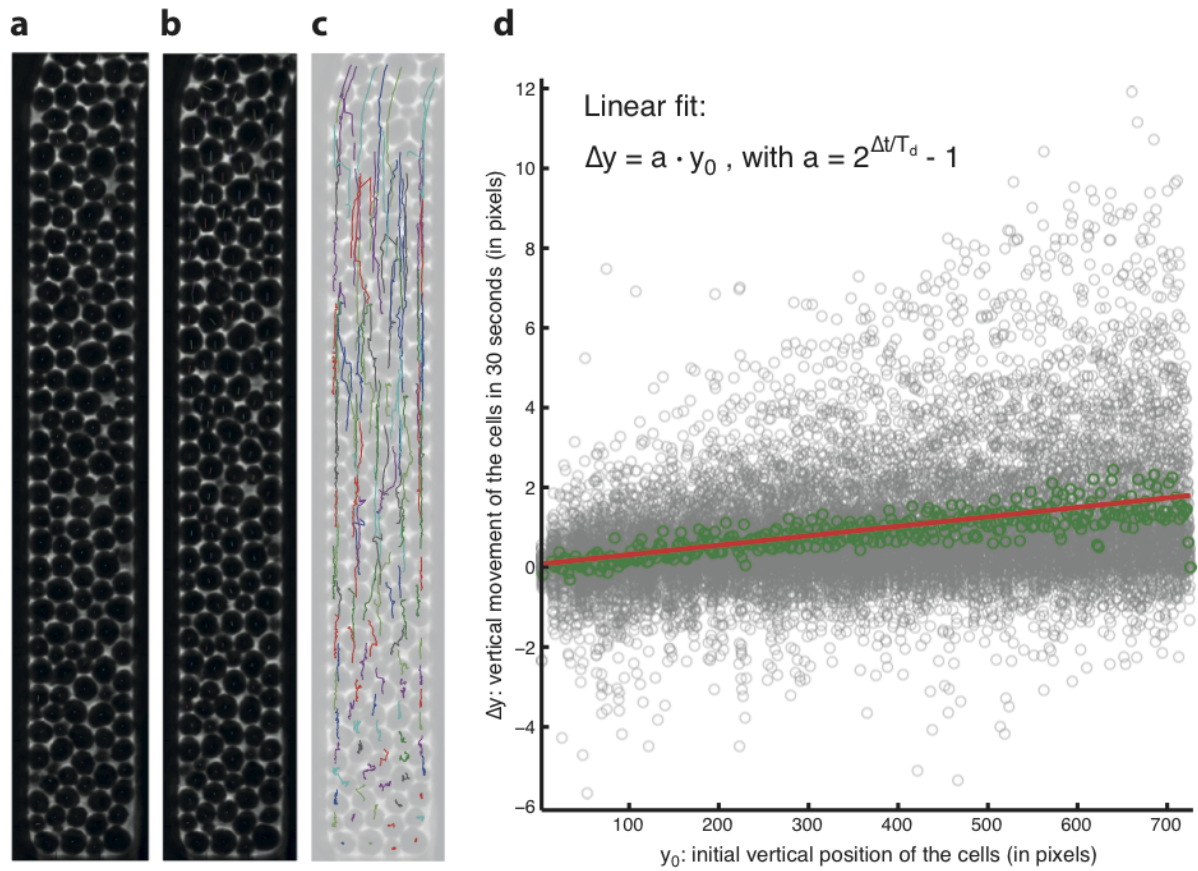 a
b
c
d
Linear fit:
Δy = a · y₀ , with a = 2^Δt/T_d - 1
Δy: vertical movement of the cells in 30 seconds (in pixels)
12
10
8
6
4
2
0
−2
−4
−6
100 200 300 400 500 600 700
y₀: initial vertical position of the cells (in pixels)